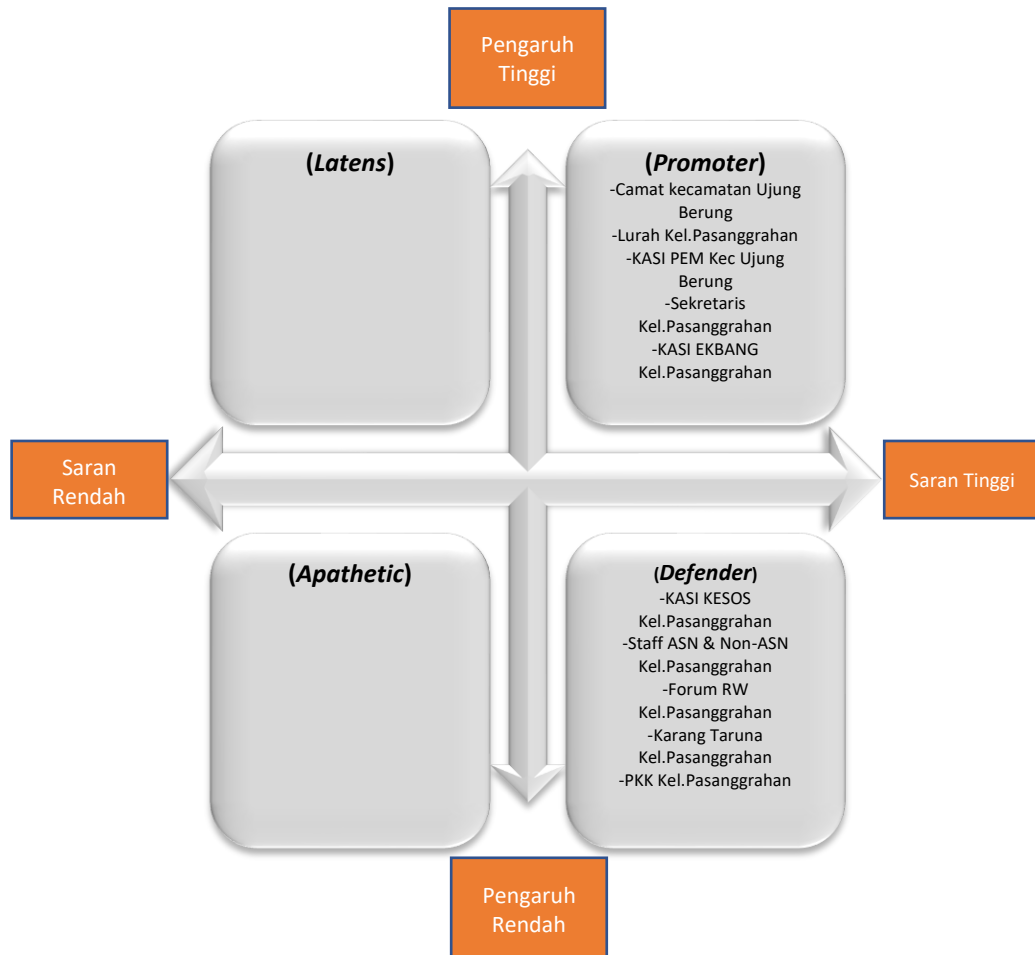 Pengaruh
Tinggi
(Latens)
(Promoter)
-Camat kecamatan Ujung
Berung
-Lurah Kel.Pasanggrahan
-KASI PEM Kec Ujung
Berung
-Sekretaris
Kel.Pasanggrahan
-KASI EKBANG
Kel.Pasanggrahan
Saran
Rendah
Saran Tinggi
(Apathetic)
(Defender)
-KASI KESOS
Kel.Pasanggrahan
-Staff ASN & Non-ASN
Kel.Pasanggrahan
-Forum RW
Kel.Pasanggrahan
-Karang Taruna
Kel.Pasanggrahan
-PKK Kel.Pasanggrahan
Pengaruh
Rendah